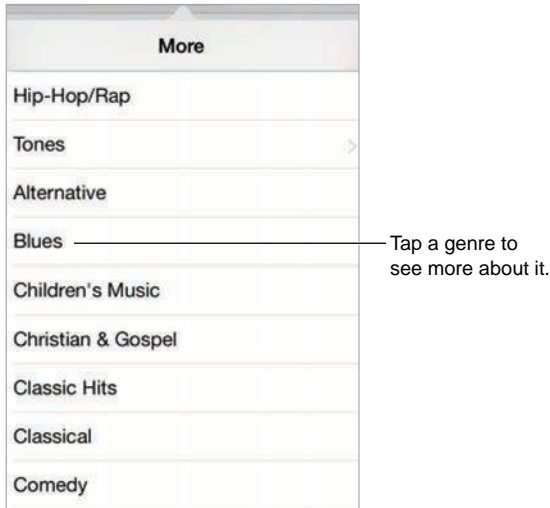 More
Hip-Hop/Rap
Tones
Alternative
Blues
Tap a genre to
see more about it.
Children's Music
Christian & Gospel
Classic Hits
Classical
Comedy